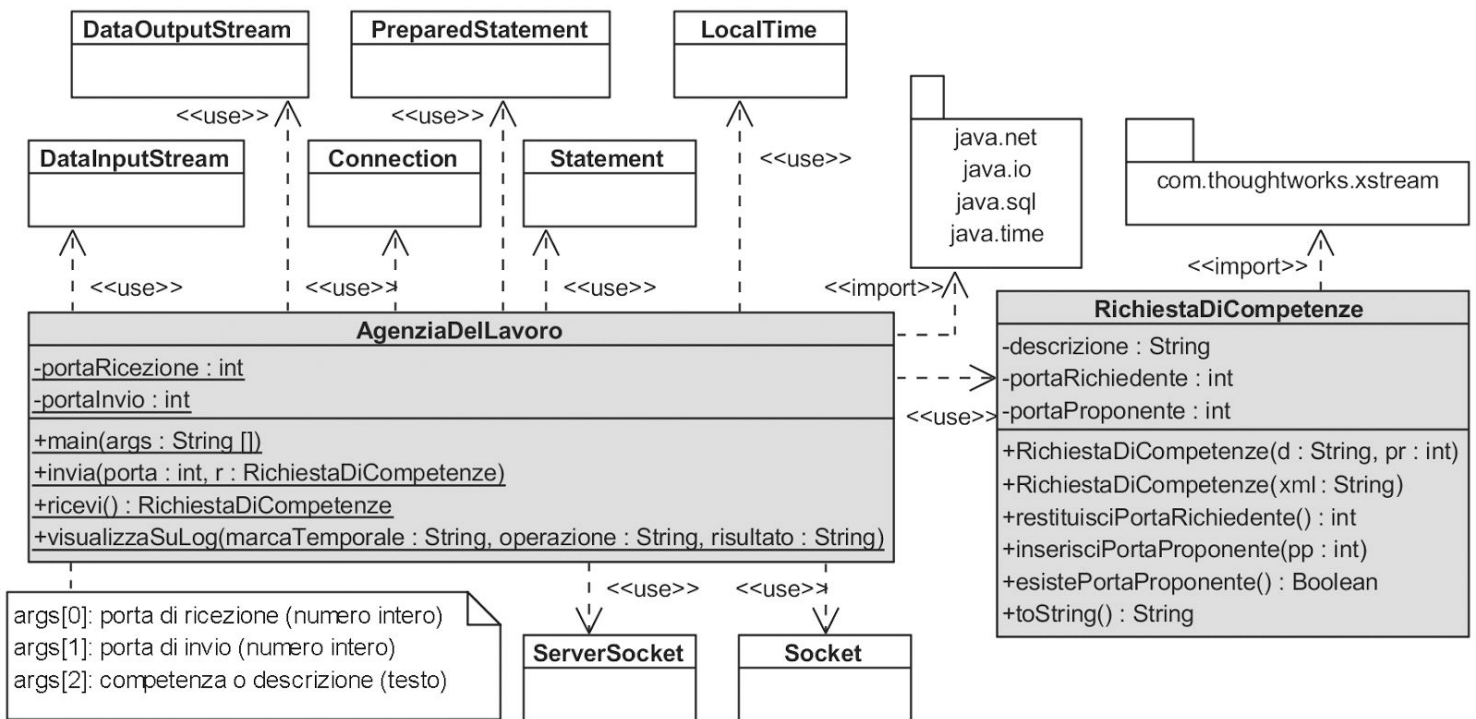 DataOutputStream
PreparedStatement
LocalTime
<<use>>
<<use>>
<<use>>
DataInputStream
Connection
Statement
java.net
java.io
java.sql
java.time
com.thoughtworks.xstream
<<use>>
<<use>>
<<use>>
<<import>>
<<import>>
AgenziaDelLavoro
-portaRicezione : int
-portaInvio : int
+main(args : String [])
+invia(porta : int, r : RichiestaDiCompetenze)
+ricevi() : RichiestaDiCompetenze
+visualizzaSuLog(marcaTemporale : String, operazione : String, risultato : String)
<<use>>
RichiestaDiCompetenze
-descrizione : String
-portaRichiedente : int
-portaProponente : int
+RichiestaDiCompetenze(d : String, pr : int)
+RichiestaDiCompetenze(xml : String)
+restituisciPortaRichiedente() : int
+inserisciPortaProponente(pp : int)
+esistePortaProponente() : Boolean
+toString() : String
<<use>>
<<use>>
args[0]: porta di ricezione (numero intero)
args[1]: porta di invio (numero intero)
args[2]: competenza o descrizione (testo)
ServerSocket
Socket